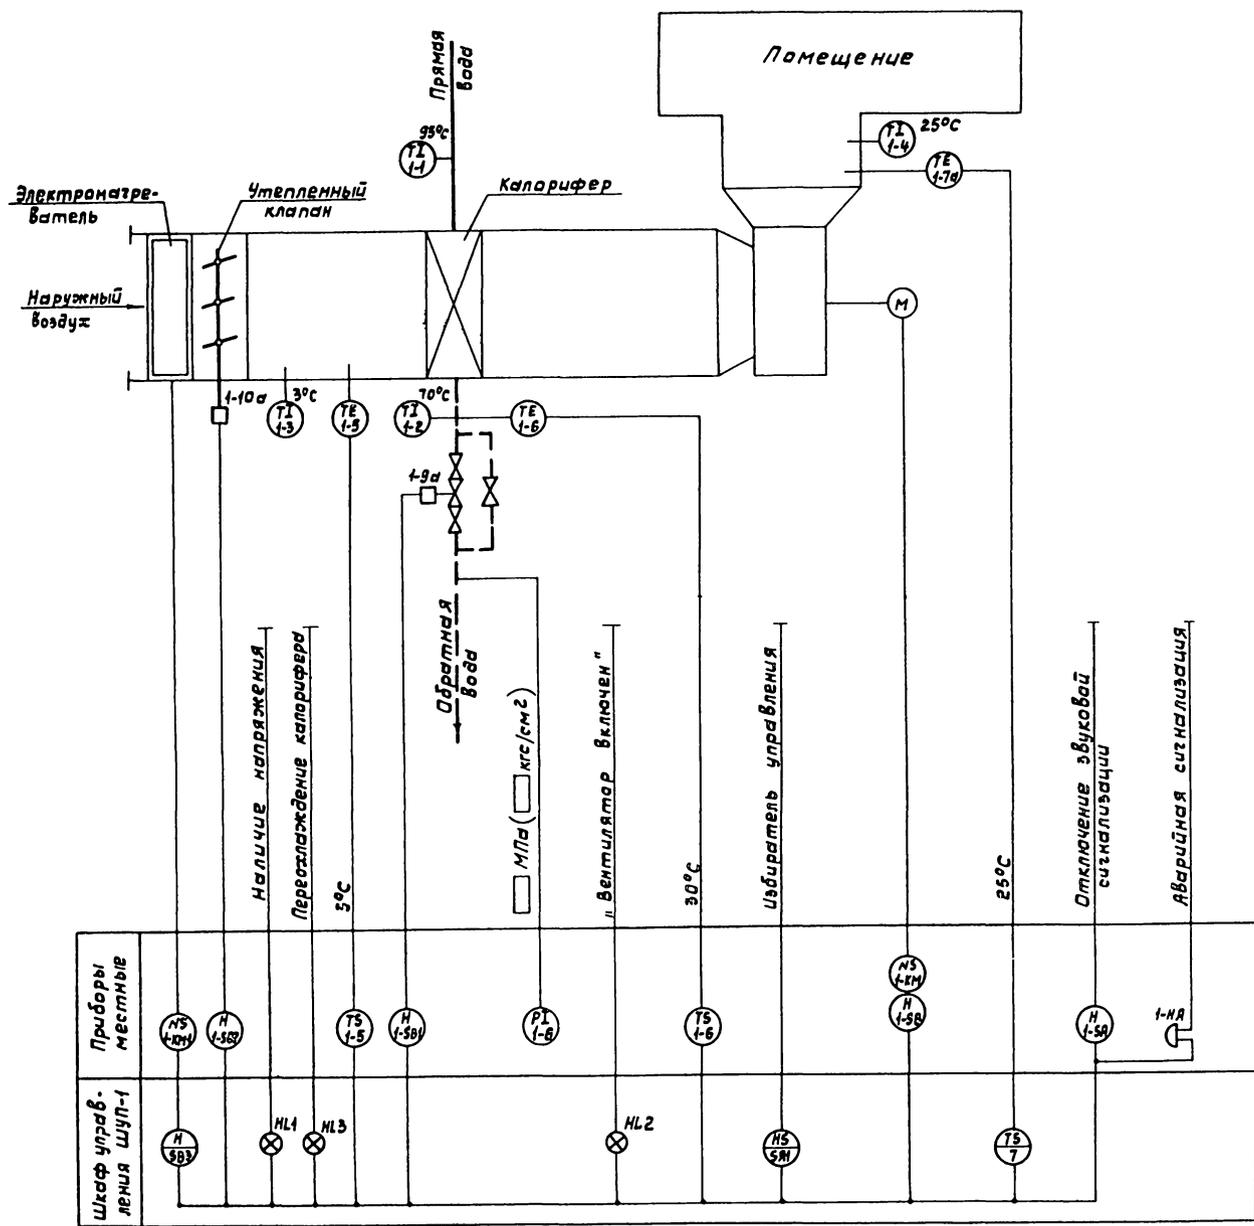 Помещение
Прямая
вода
95°С
TI
1-1
TI
1-4
25°С
TE
1-7а
Электронагре-
ватель
Утепленный
клапан
Калорифер
Наружный
воздух
М
1-10а
3°С
TI
1-3
TE
1-5
70°С
TI
1-2
TE
1-6
1-9а
Обратная
вода
Наличие напряжения
Переохлаждение калорифера
5°С
МПа ( кгс/см²)
„Вентилятор включен"
30°С
Избиратель управления
25°С
Отключение звуковой
сигнализации
Аварийная сигнализация
Приборы
местные
NS
1-КМ1
H
1-SB2
TS
1-5
H
1-SB1
PI
1-8
TS
1-6
NS
1-КМ
H
1-SB
H
1-SA
1-НА
Шкаф управ-
ления ШУП-1
H
SB3
HL1
HL3
HL2
HS
SA1
TS
7